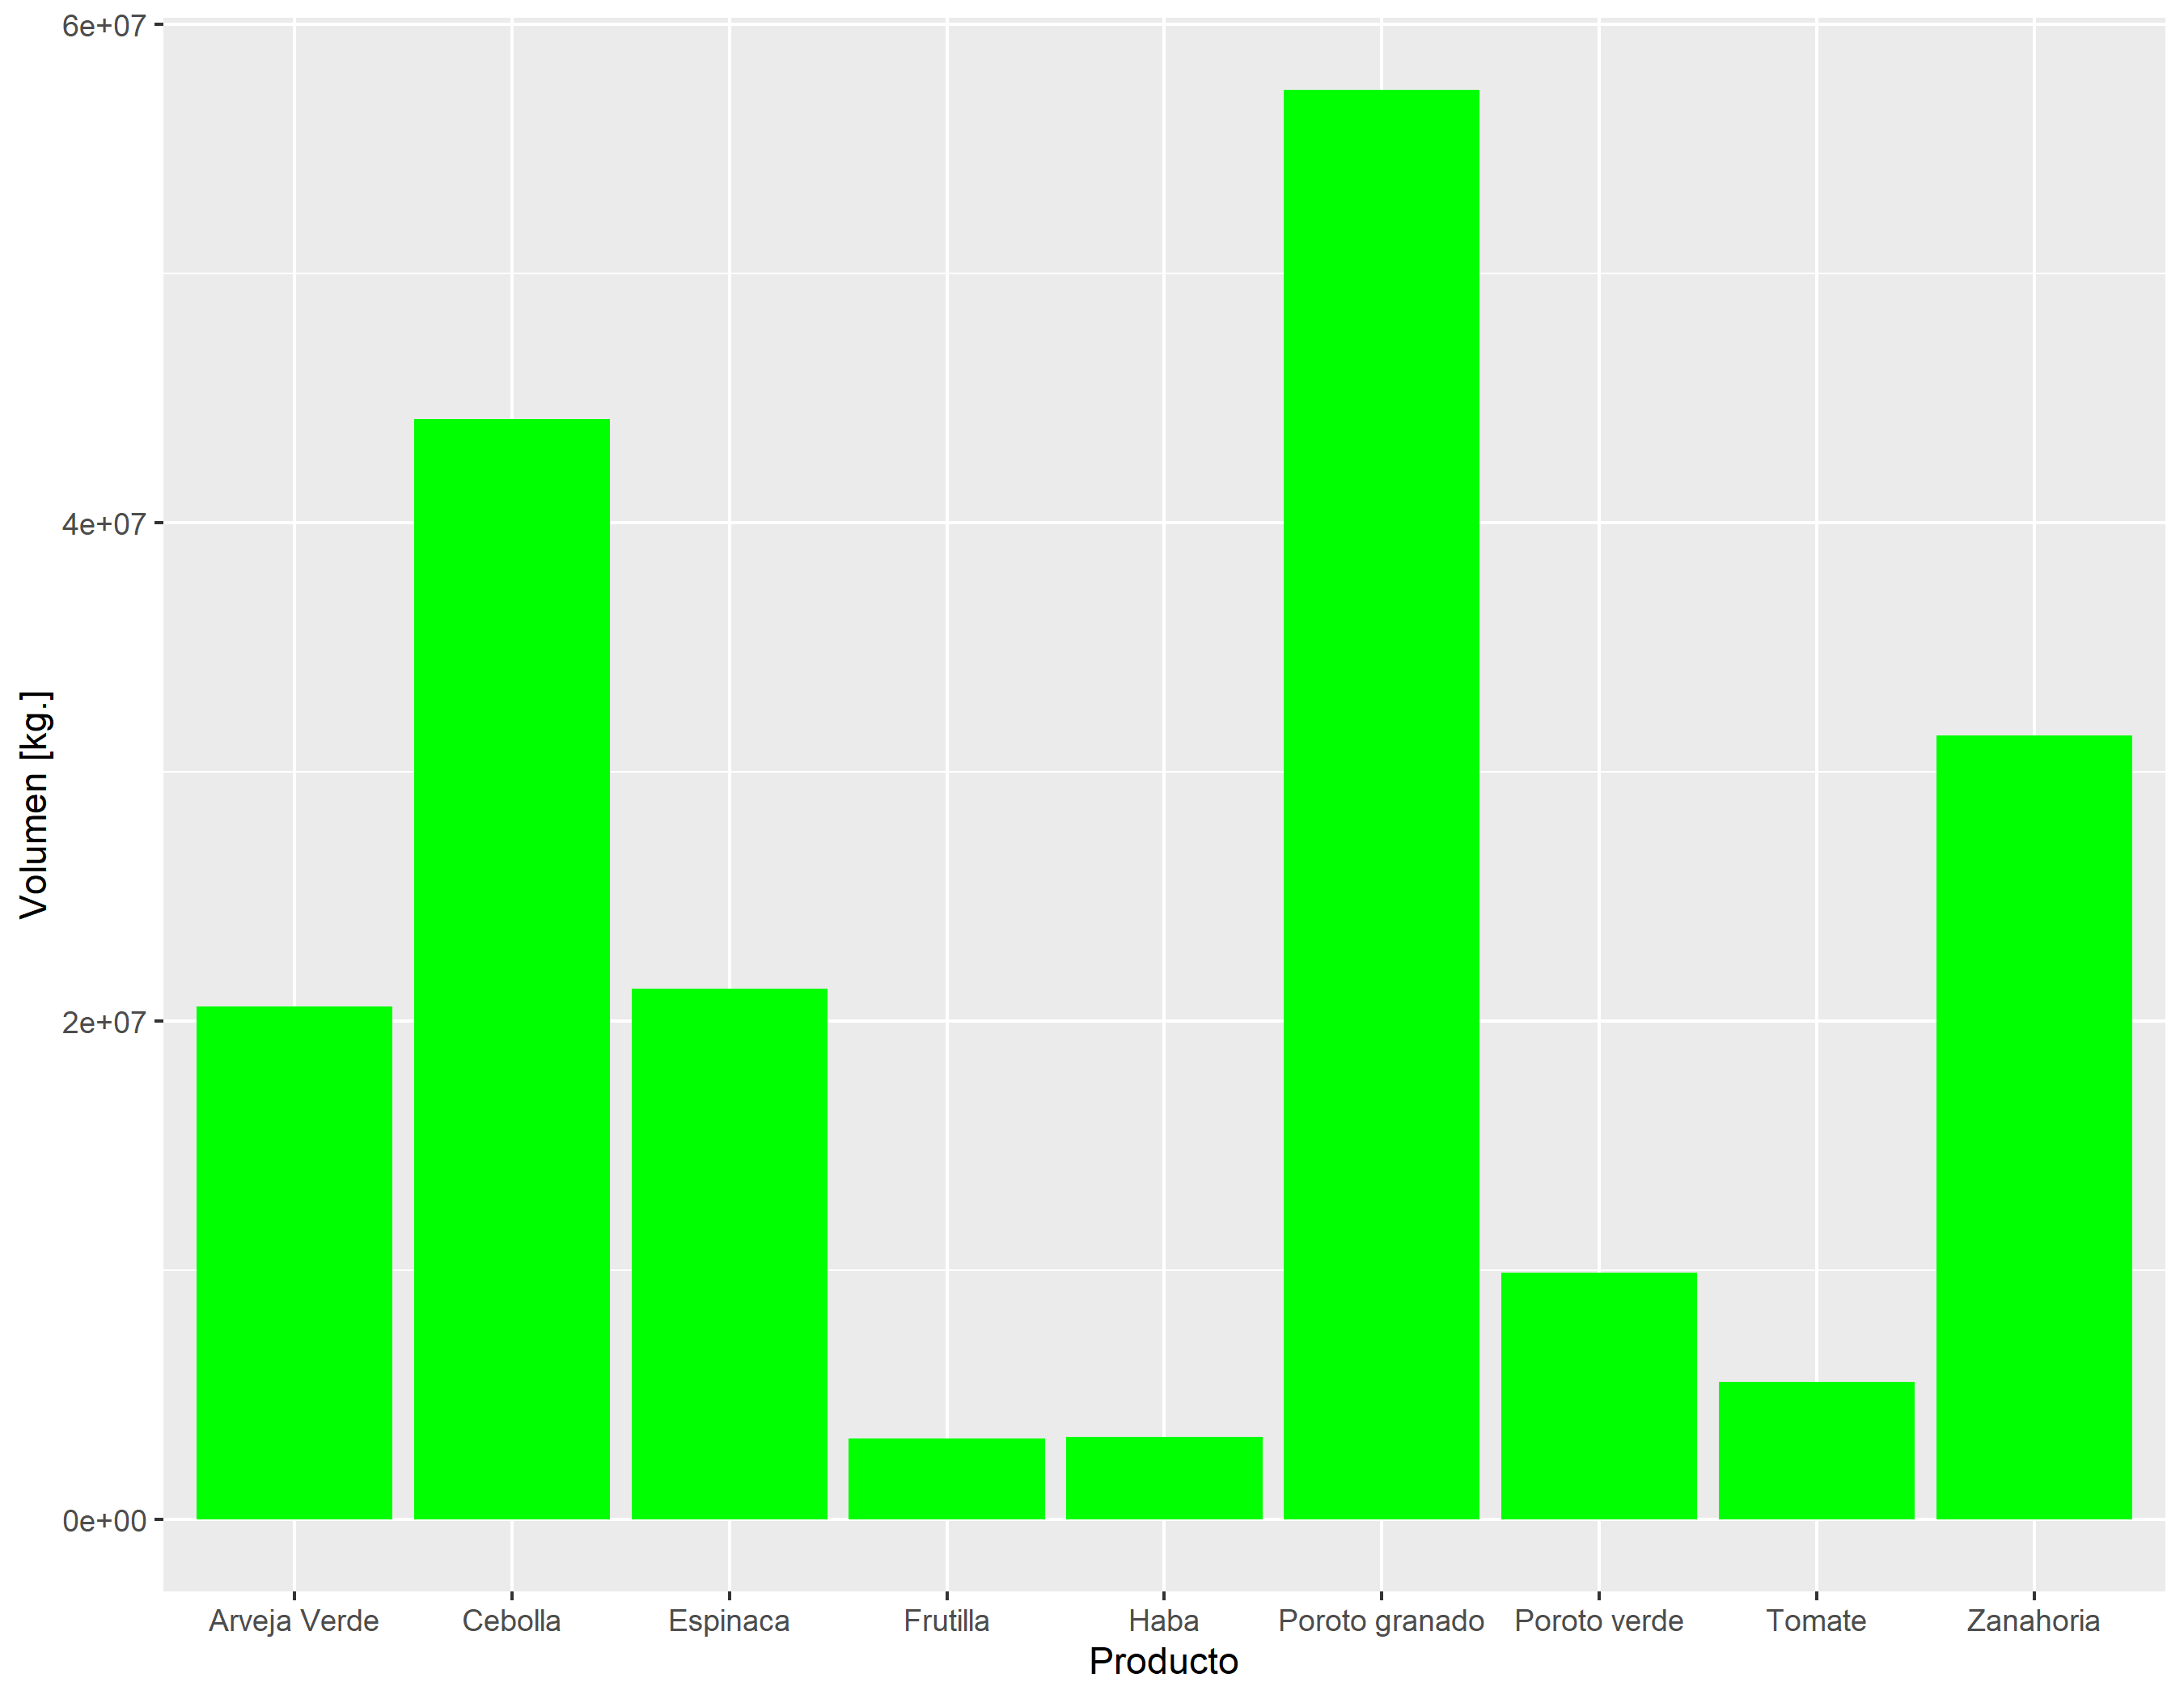 6e+07
4e+07
2e+07
0e+00
Volumen [kg.]
Arveja Verde Cebolla Espinaca Frutilla Haba Poroto granado Poroto verde Tomate Zanahoria
Producto